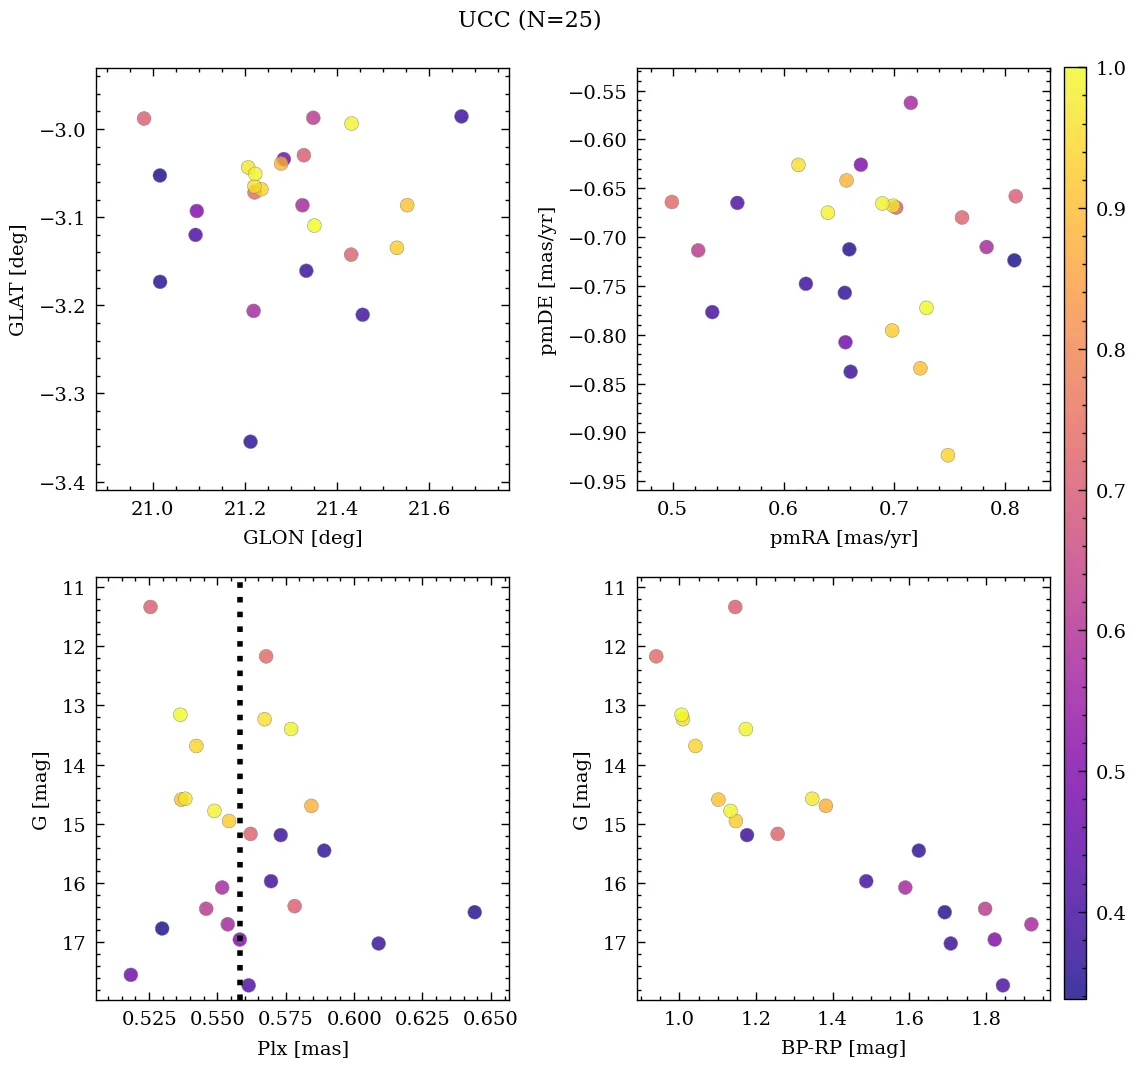 UCC (N=25)
−3.0
−3.1
−3.2
−3.3
−3.4
GLAT [deg]
21.0 21.2 21.4 21.6
GLON [deg]
−0.55
−0.60
−0.65
−0.70
−0.75
−0.80
−0.85
−0.90
−0.95
pmDE [mas/yr]
0.5 0.6 0.7 0.8
pmRA [mas/yr]
11
12
13
14
15
16
17
G [mag]
0.525 0.550 0.575 0.600 0.625 0.650
Plx [mas]
11
12
13
14
15
16
17
G [mag]
1.0 1.2 1.4 1.6 1.8
BP-RP [mag]
1.0
0.9
0.8
0.7
0.6
0.5
0.4